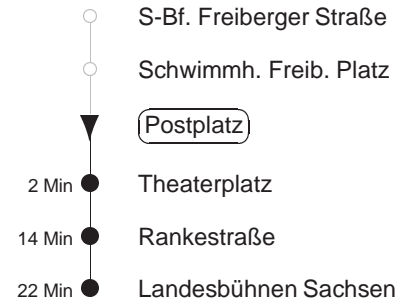 S-Bf. Freiberger Straße
Schwimmh. Freib. Platz
Postplatz
2 Min Theaterplatz
14 Min Rankestraße
22 Min Landesbühnen Sachsen